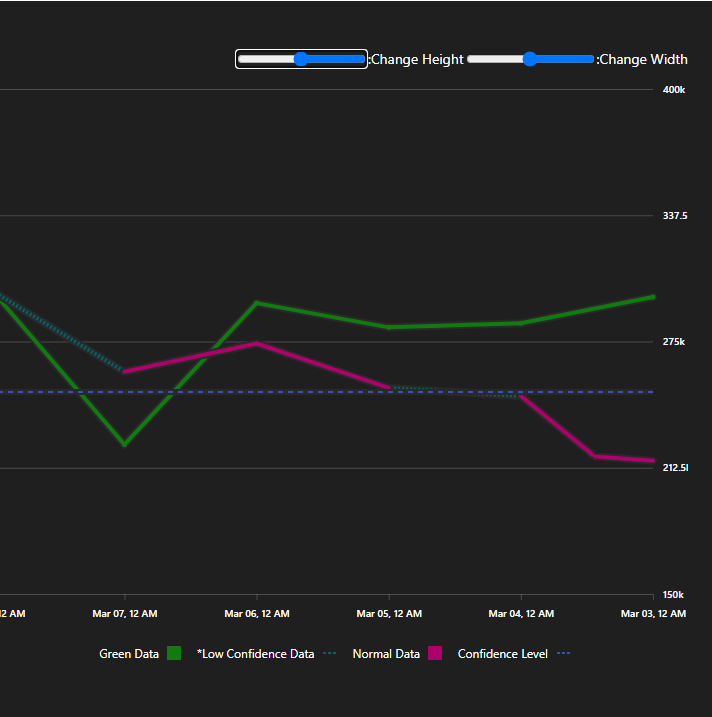 :Change Height :Change Width
400k
337.5
275k
212.5l
150k
12 AM Mar 07, 12 AM Mar 06, 12 AM Mar 05, 12 AM Mar 04, 12 AM Mar 03, 12 AM
Green Data *Low Confidence Data Normal Data Confidence Level